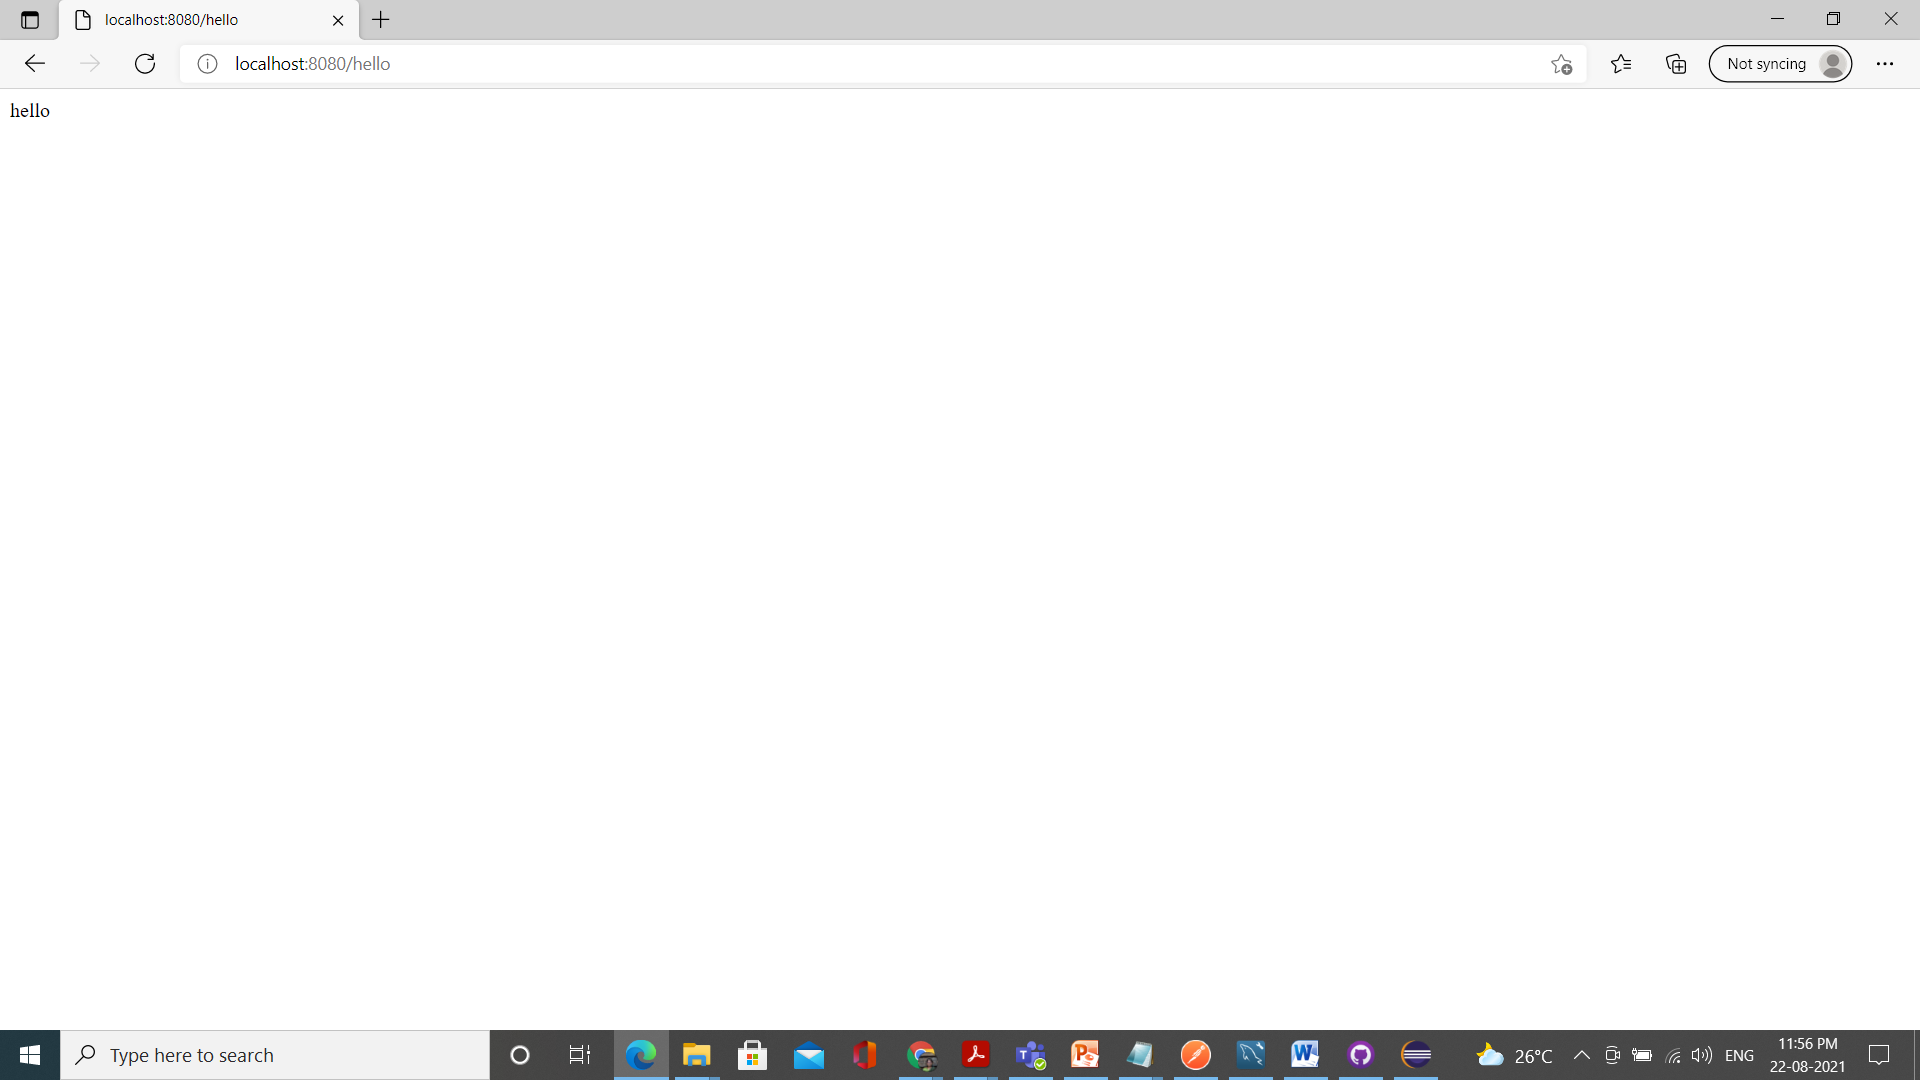 localhost:8080/hello
localhost:8080/hello
Not syncing
hello
Type here to search
26°C
ENG
11:56 PM
22-08-2021